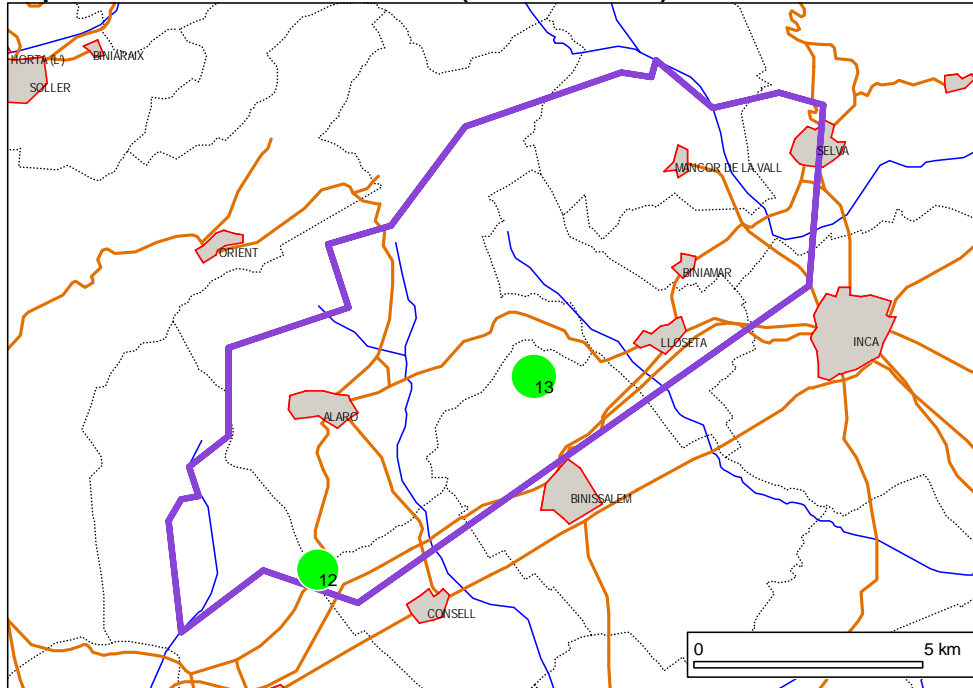 HORTA (L')
BINIARAIX
SOLLER
SELVA
MANCOR DE LA VALL
ORIENT
BINIAMAR
LLOSETA
INCA
13
ALARO
BINISSALEM
12
CONSELL
0 5 km